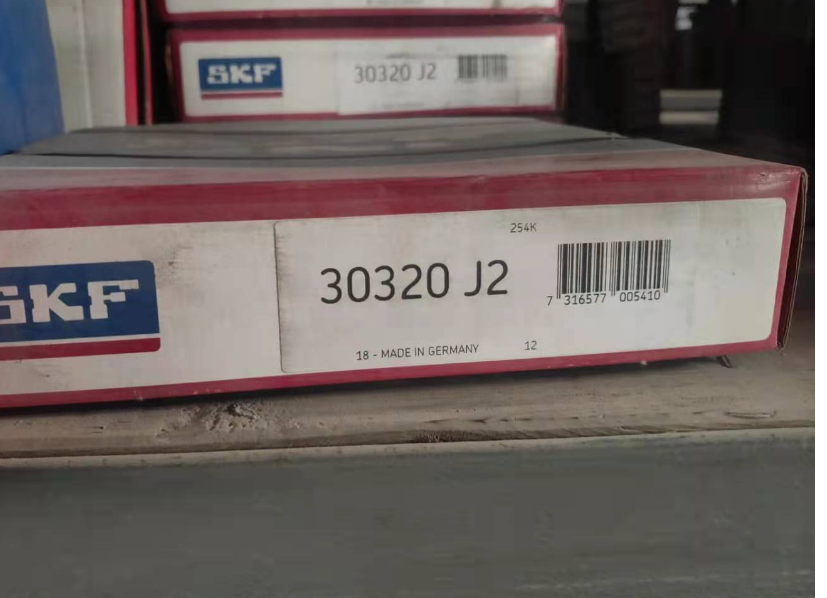 SKF
30320 J2
254K
SKF
30320 J2
7 316577 005410
18 - MADE IN GERMANY
12